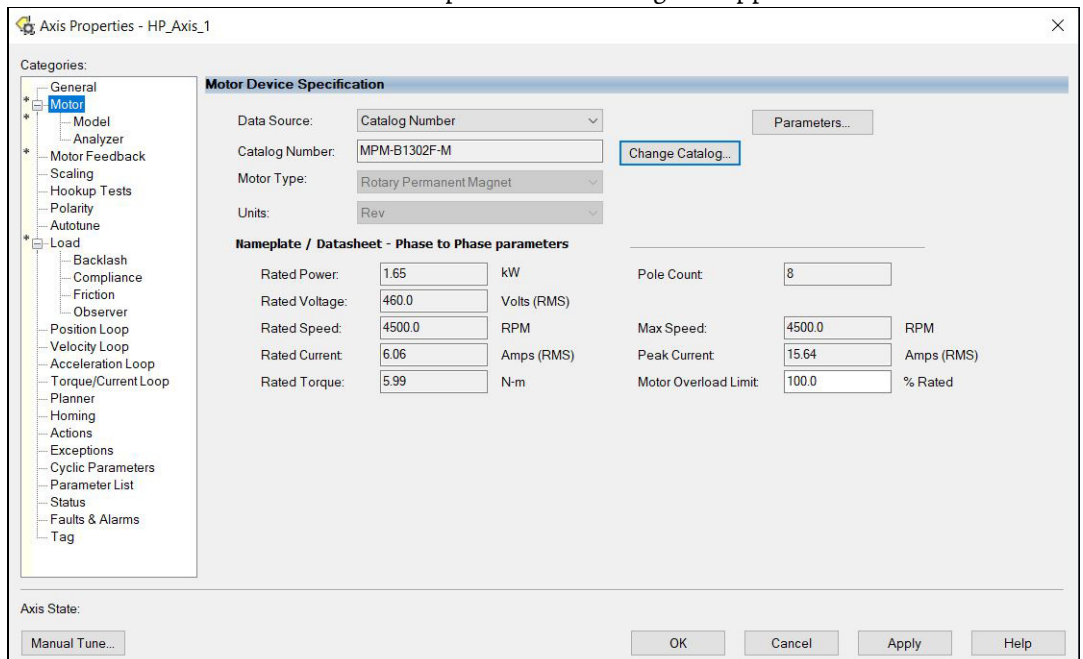 Axis Properties - HP_Axis_1
Categories:
General
* Motor
* Model
Analyzer
* Motor Feedback
Scaling
Hookup Tests
Polarity
Autotune
* Load
Backlash
Compliance
Friction
Observer
Position Loop
Velocity Loop
Acceleration Loop
Torque/Current Loop
Planner
Homing
Actions
Exceptions
Cyclic Parameters
Parameter List
Status
Faults & Alarms
Tag
Motor Device Specification
Data Source: Catalog Number Parameters...
Catalog Number: MPM-B1302F-M Change Catalog...
Motor Type: Rotary Permanent Magnet
Units: Rev
Nameplate / Datasheet - Phase to Phase parameters
Rated Power: 1.65 kW Pole Count: 8
Rated Voltage: 460.0 Volts (RMS)
Rated Speed: 4500.0 RPM Max Speed: 4500.0 RPM
Rated Current: 6.06 Amps (RMS) Peak Current: 15.64 Amps (RMS)
Rated Torque: 5.99 N-m Motor Overload Limit: 100.0 % Rated
Axis State:
Manual Tune... OK Cancel Apply Help